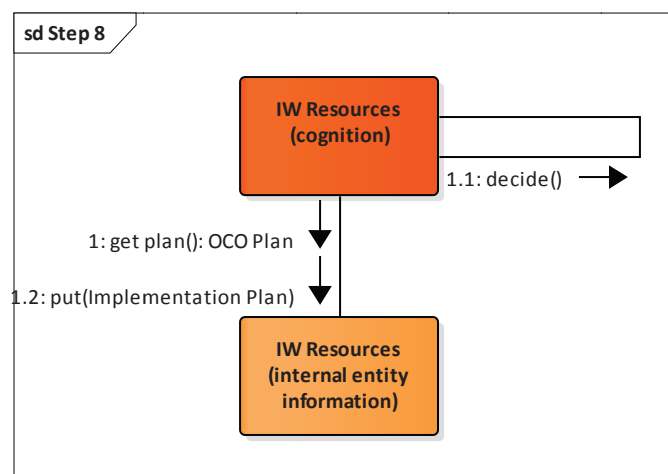 sd Step 8
IW Resources
(cognition)
1.1: decide()
1: get plan(): OCO Plan
1.2: put(Implementation Plan)
IW Resources
(internal entity
information)